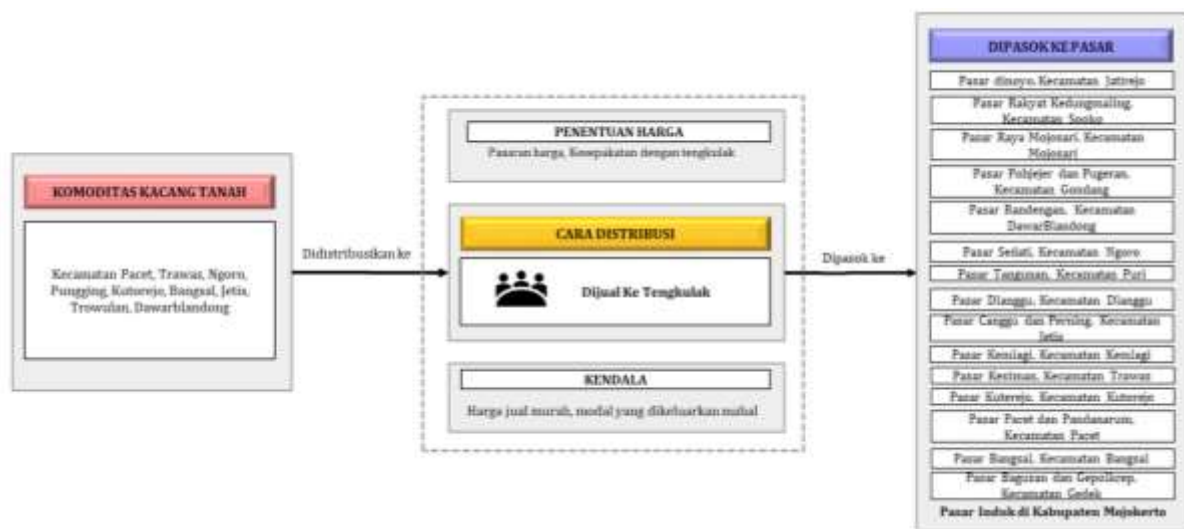 KOMODITAS KACANG TANAH
Kecamatan Pacet, Trawas, Ngoro,
Pungging, Kutorejo, Bangsal, Jetis,
Trowulan, Dawarblandong
Didistribusikan ke
PENENTUAN HARGA
Pasaran harga, Kesepakatan dengan tengkulak
CARA DISTRIBUSI
Dijual Ke Tengkulak
KENDALA
Harga jual murah, modal yang dikeluarkan mahal
Dipasok ke
DIPASOK KE PASAR
Pasar dinoyo, Kecamatan Jatirejo
Pasar Rakyat Kedungmaling,
Kecamatan Sooko
Pasar Raya Mojosari, Kecamatan
Mojosari
Pasar Pohjejer dan Pugeran,
Kecamatan Gondang
Pasar Bandengan, Kecamatan
DawarBlandong
Pasar Sediati, Kecamatan Ngoro
Pasar Tangunan, Kecamatan Puri
Pasar Dlanggu, Kecamatan Dlanggu
Pasar Canggu dan Perning, Kecamatan
Jetis
Pasar Kemlagi, Kecamatan Kemlagi
Pasar Kesiman, Kecamatan Trawas
Pasar Kutorejo, Kecamatan Kutorejo
Pasar Pacet dan Pandanarum,
Kecamatan Pacet
Pasar Bangsal, Kecamatan Bangsal
Pasar Bagusan dan Gepolkrep,
Kecamatan Gedek
Pasar Induk di Kabupaten Mojokerto